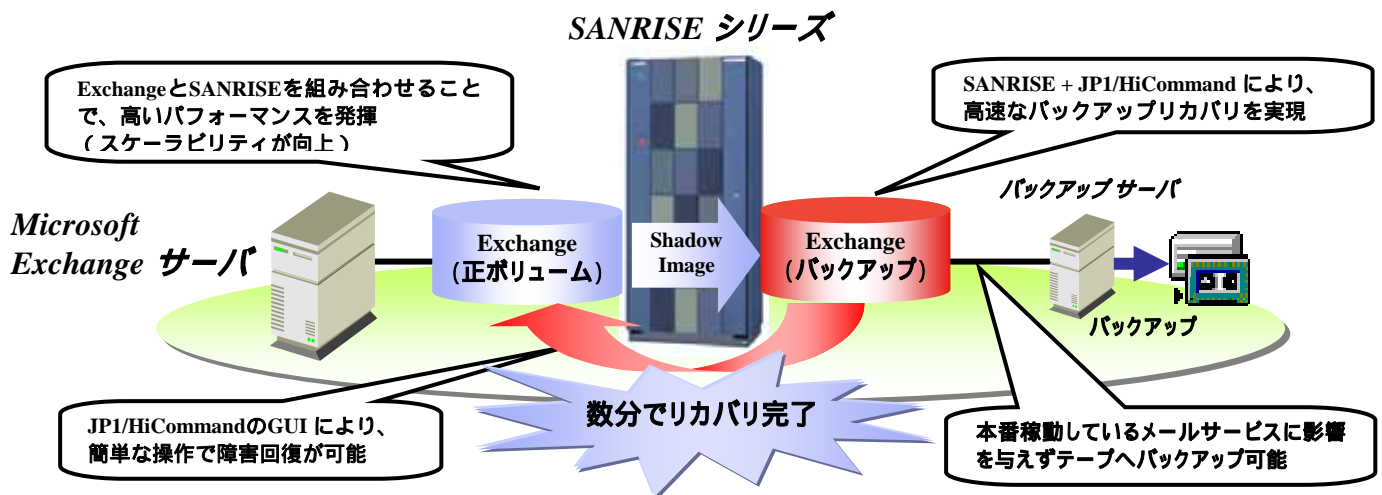 SANRISE シリーズ
ExchangeとSANRISEを組み合わせること
で、高いパフォーマンスを発揮
(スケーラビリティが向上)
SANRISE + JP1/HiCommand により、
高速なバックアップリカバリを実現
バックアップ サーバ
Microsoft
Exchange サーバ
Exchange
(正ボリューム)
Shadow
Image
Exchange
(バックアップ)
バックアップ
数分でリカバリ完了
JP1/HiCommandのGUI により、
簡単な操作で障害回復が可能
本番稼動しているメールサービスに影響
を与えずテープへバックアップ可能